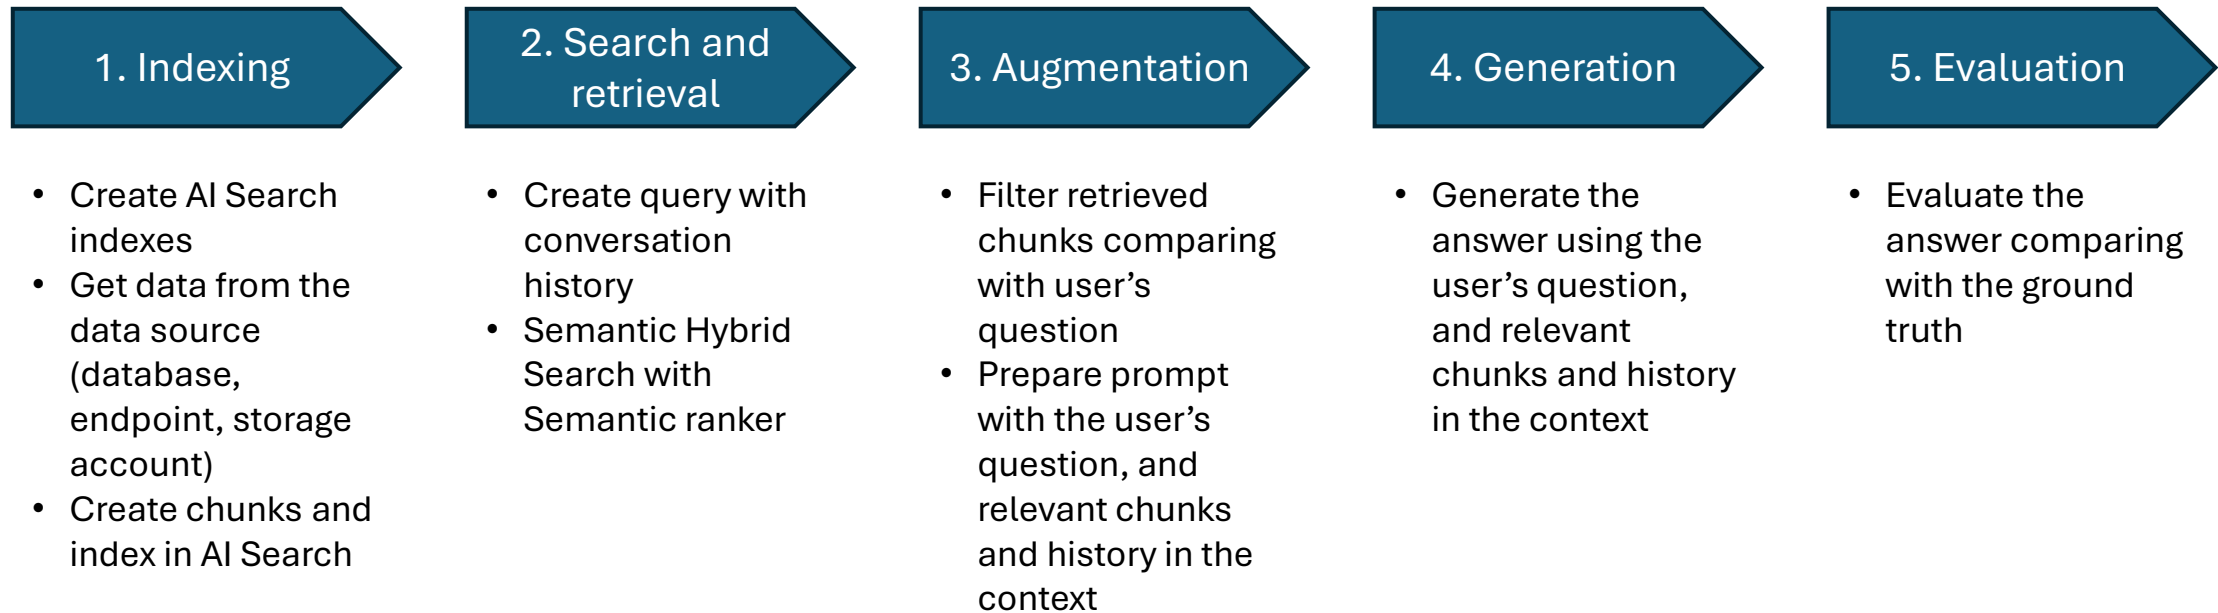 1. Indexing
• Create AI Search
indexes
• Get data from the
data source
(database,
endpoint, storage
account)
• Create chunks and
index in AI Search
2. Search and
retrieval
• Create query with
conversation
history
• Semantic Hybrid
Search with
Semantic ranker
3. Augmentation
• Filter retrieved
chunks comparing
with user’s
question
• Prepare prompt
with the user’s
question, and
relevant chunks
and history in the
context
4. Generation
• Generate the
answer using the
user’s question,
and relevant
chunks and history
in the context
5. Evaluation
• Evaluate the
answer comparing
with the ground
truth